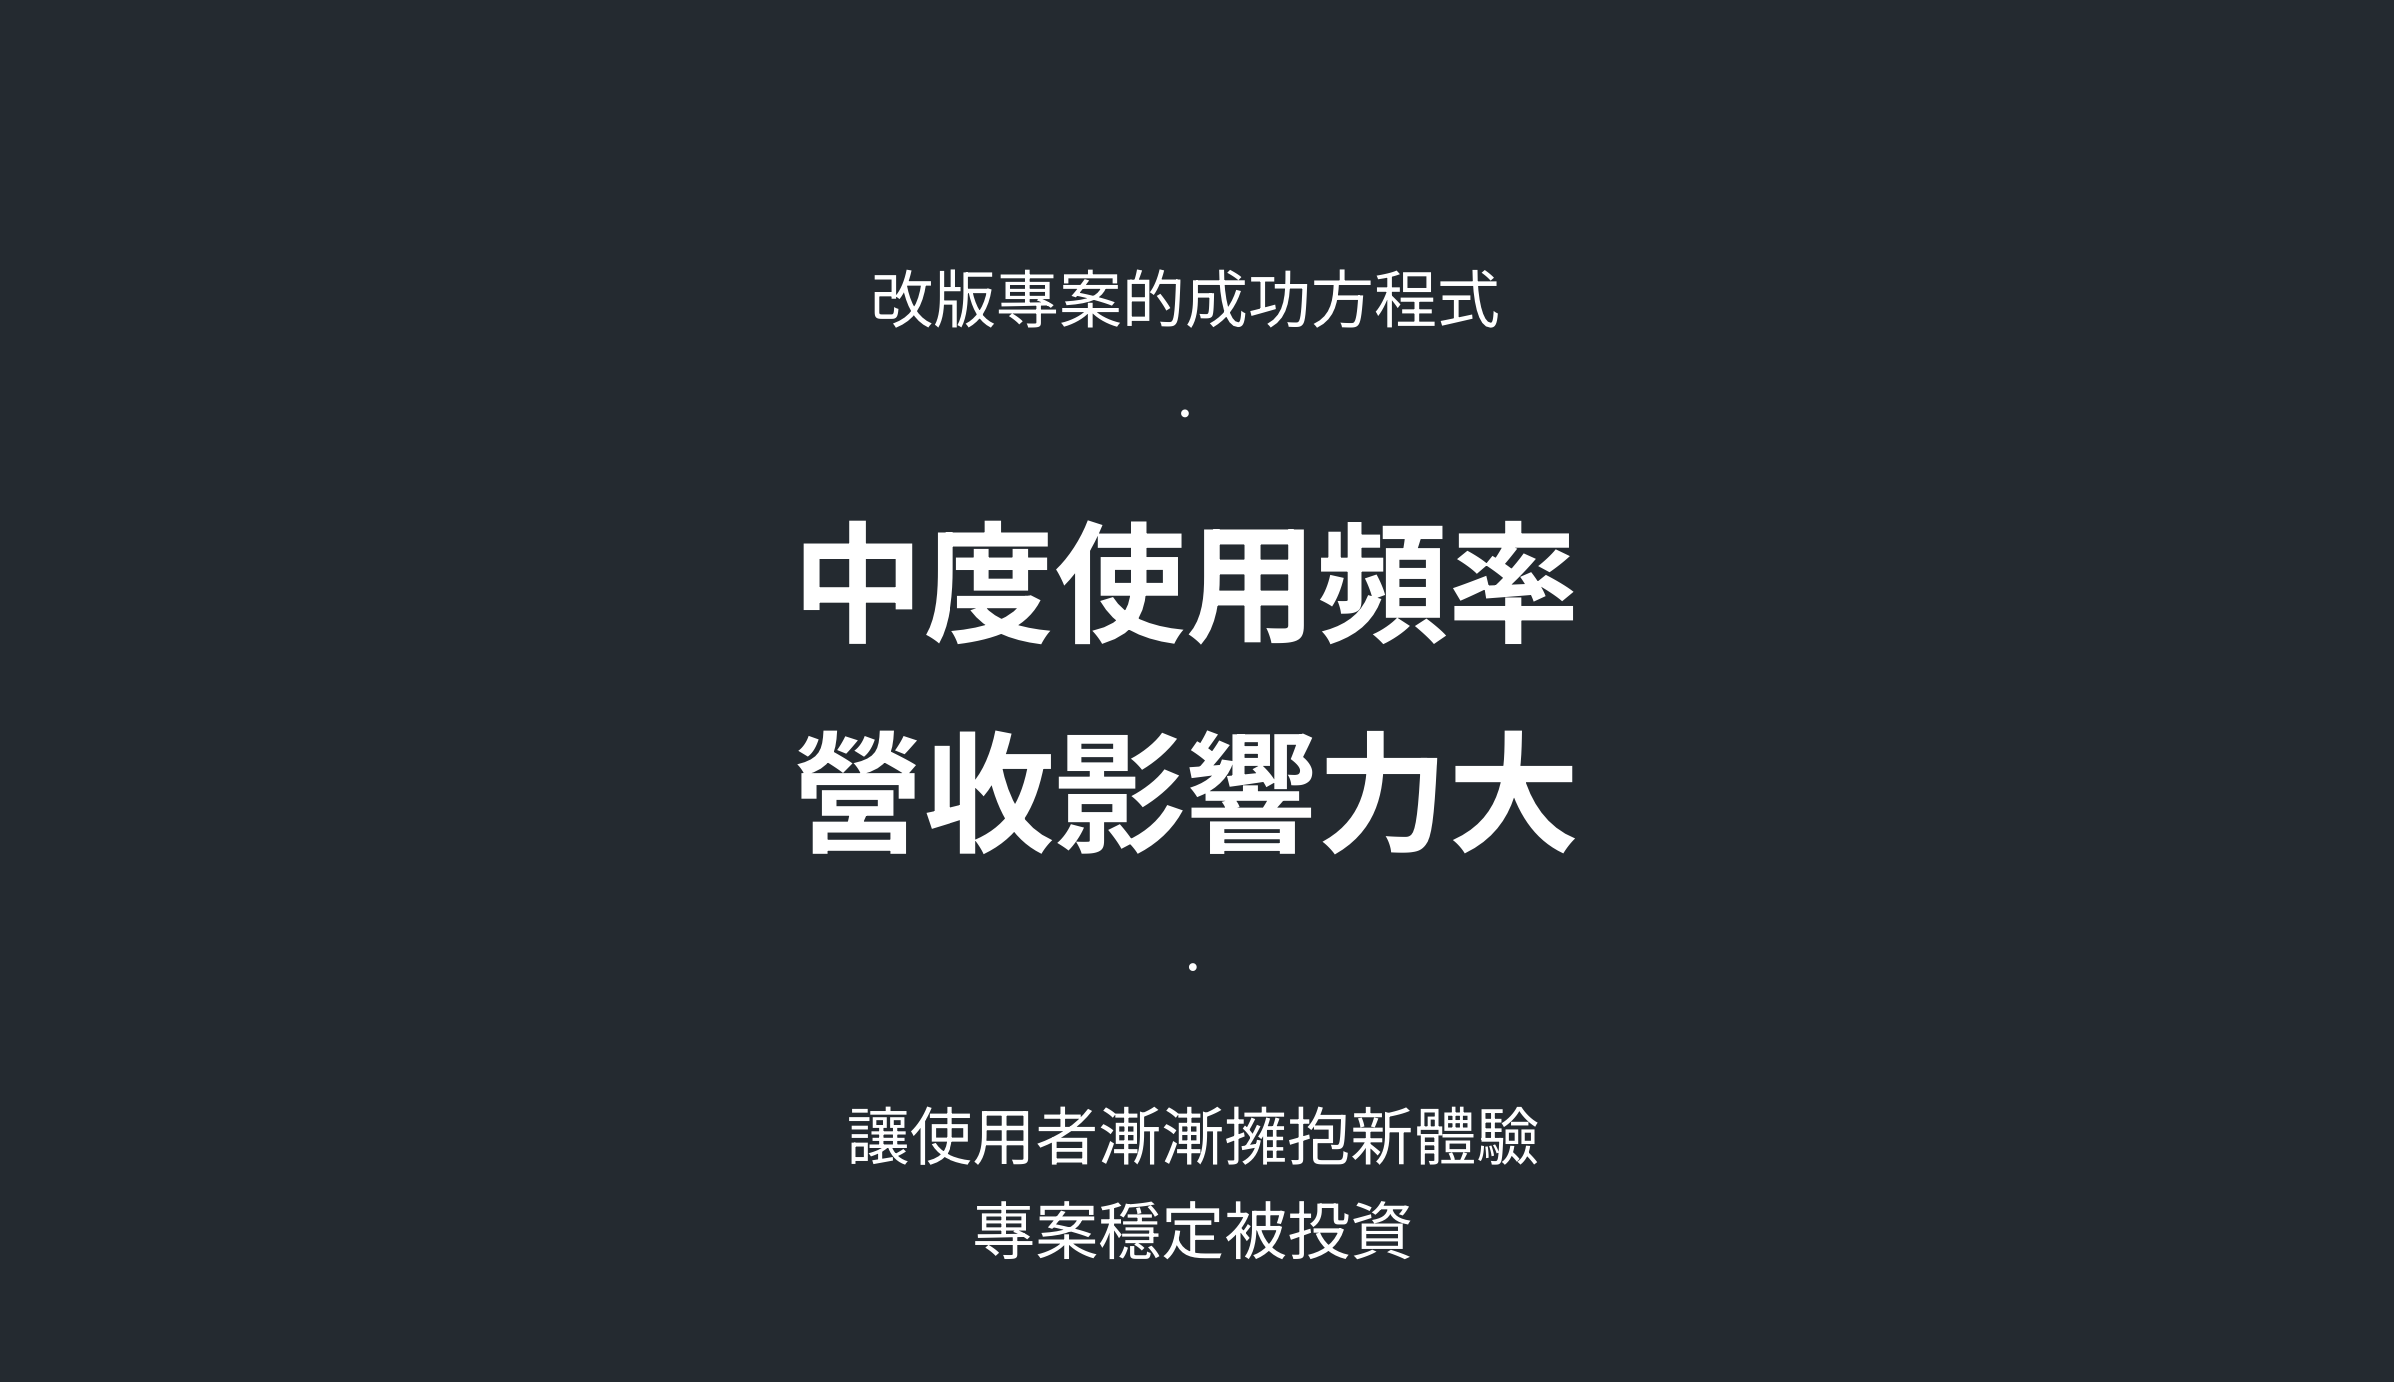 改版專案的成功方程式
·
中度使用頻率
營收影響力大
·
讓使用者漸漸擁抱新體驗
專案穩定被投資